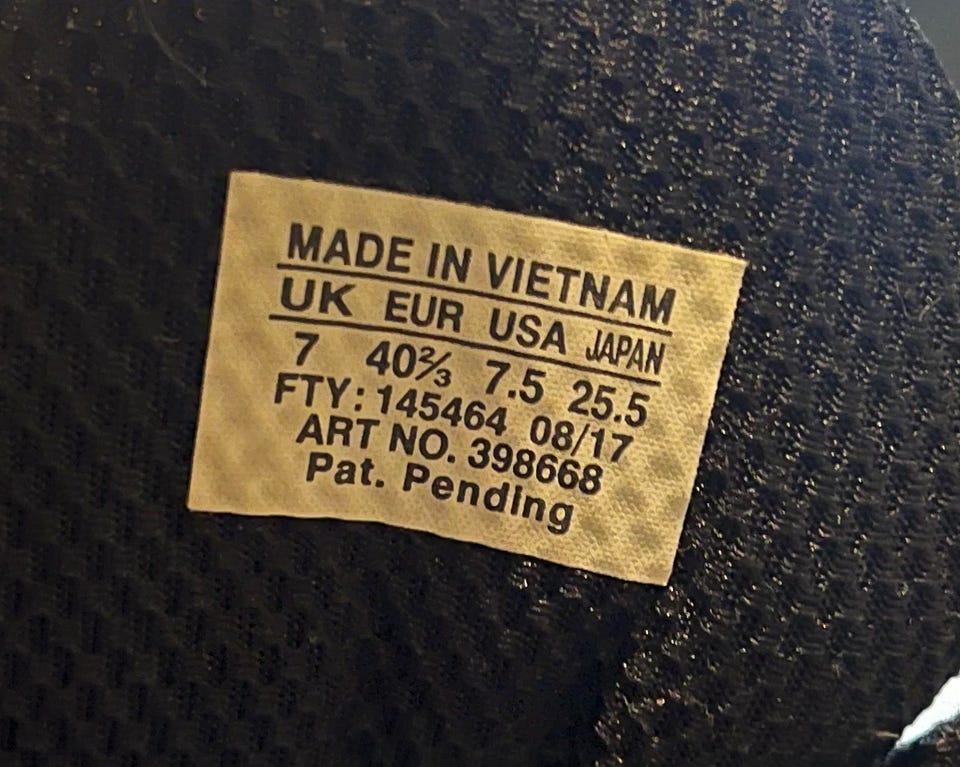 MADE IN VIETNAM
UK EUR USA JAPAN
7 40⅔ 7.5 25.5
FTY: 145464 08/17
ART NO. 398668
Pat. Pending